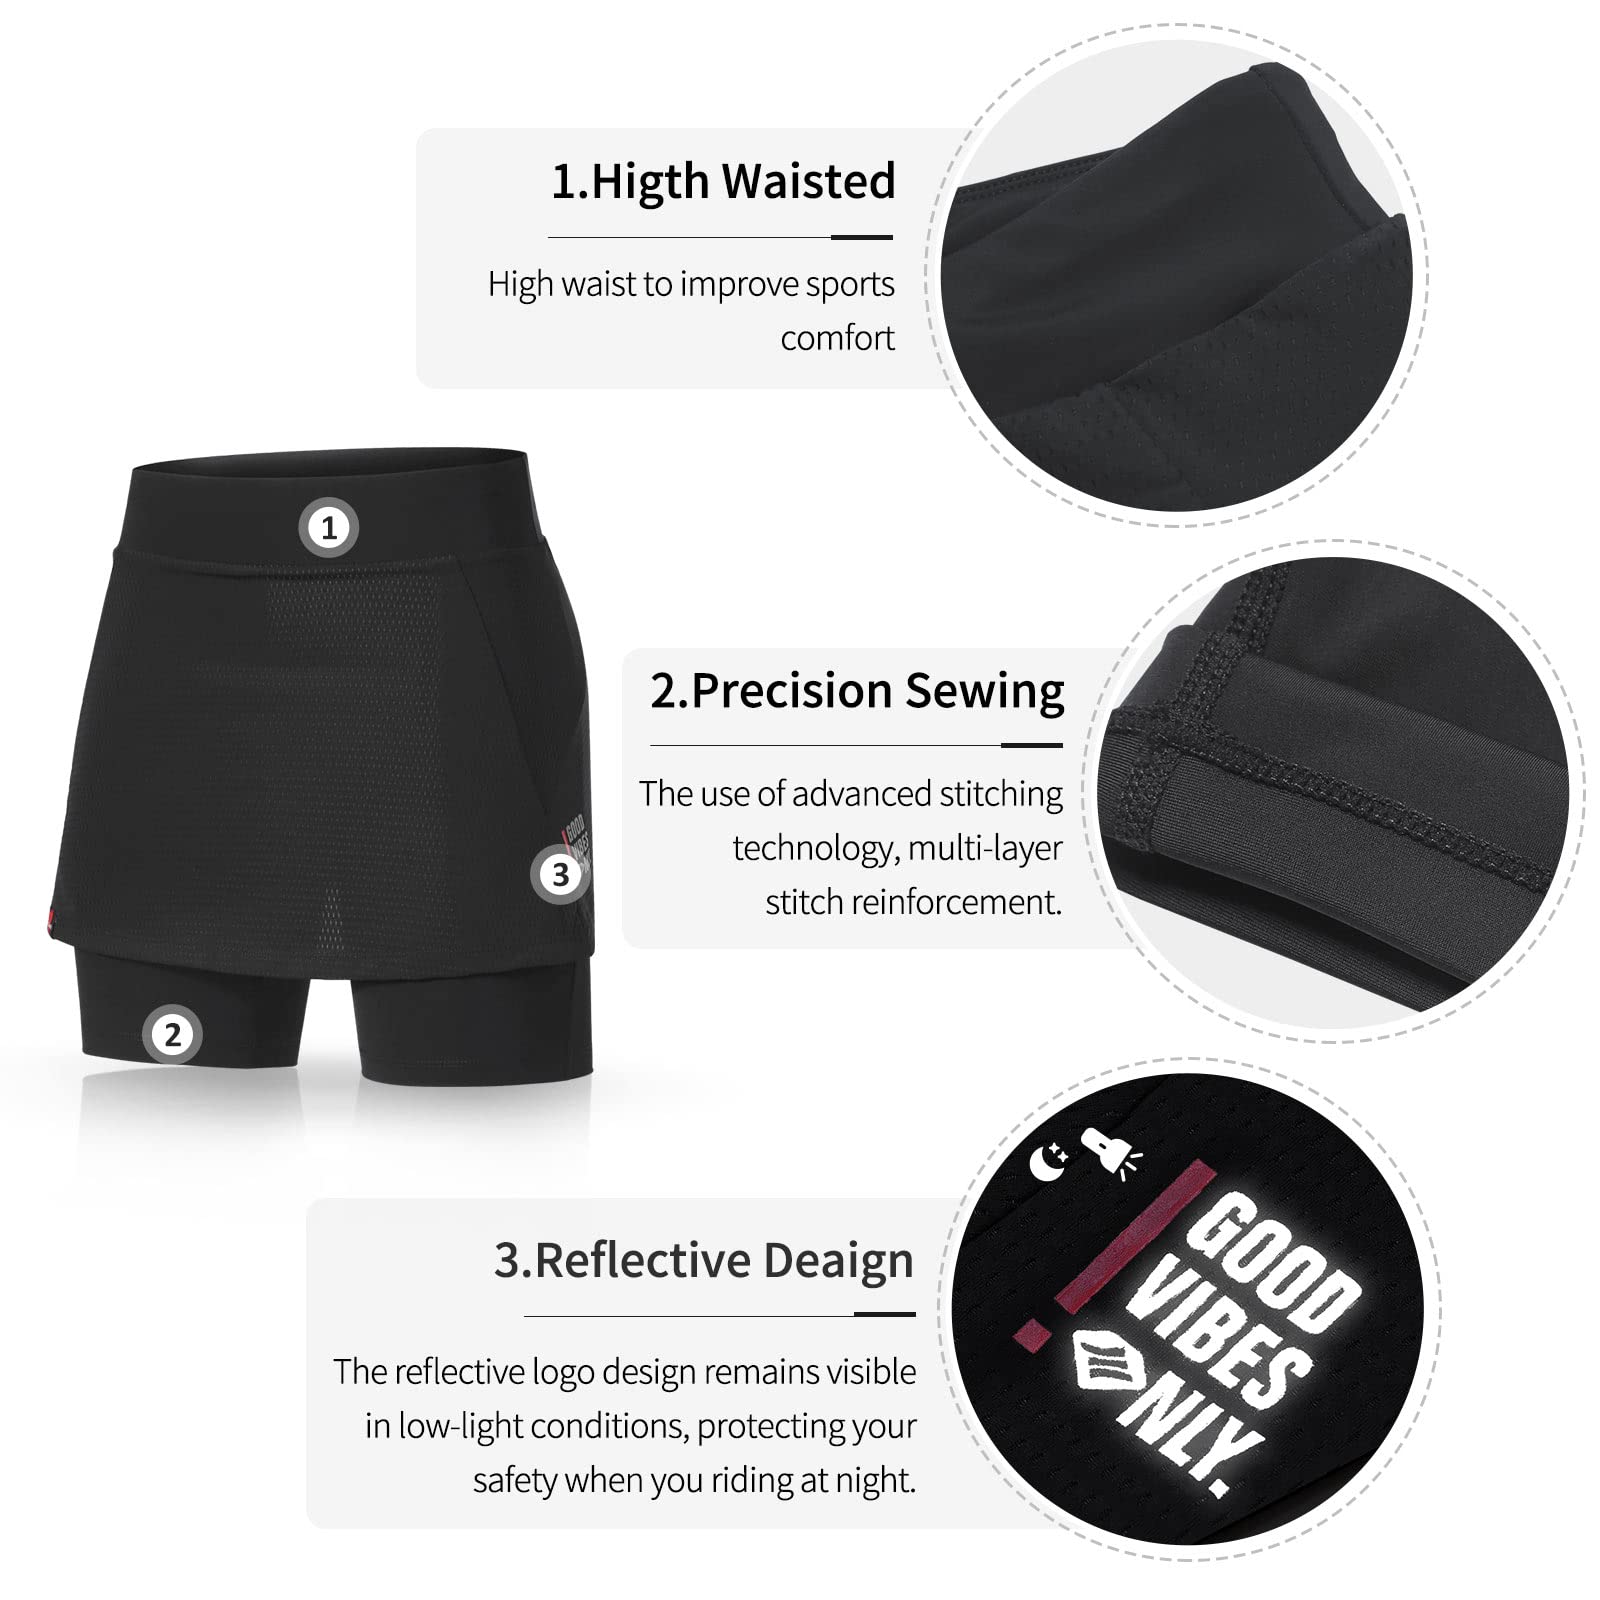 1.Higth Waisted
High waist to improve sports
comfort
1
2.Precision Sewing
The use of advanced stitching
technology, multi-layer
stitch reinforcement.
GOOD
VIBES
3
2
3.Reflective Deaign
The reflective logo design remains visible
in low-light conditions, protecting your
safety when you riding at night.
GOOD
VIBES
NLY.